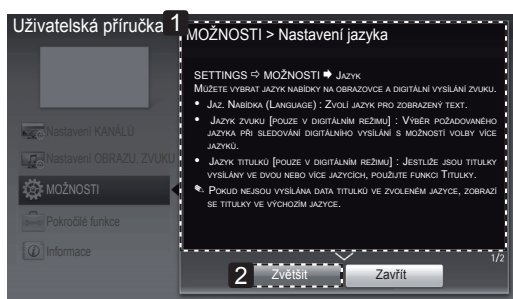 Uživatelská příručka
1
MOŽNOSTI > Nastavení jazyka
SETTINGS ⇨ MOŽNOSTI ➡ Jazyk
Můžete vybrat jazyk nabídky na obrazovce a digitální vysílání zvuku.
• Jaz. Nabídka (Language) : Zvolí jazyk pro zobrazený text.
• Jazyk zvuku [pouze v digitálním režimu] : Výběr požadovaného
jazyka při sledování digitálního vysílání s možností volby více
jazyků.
• Jazyk titulků [pouze v digitálním režimu] : Jestliže jsou titulky
vysílány ve dvou nebo více jazycích, použijte funkci Titulky.
✎ Pokud nejsou vysílána data titulků ve zvoleném jazyce, zobrazí
se titulky ve výchozím jazyce.
Nastavení KANÁLŮ
Nastavení OBRAZU, ZVUKU
MOŽNOSTI
Pokročilé funkce
Informace
1/2
2
Zvětšit
Zavřít